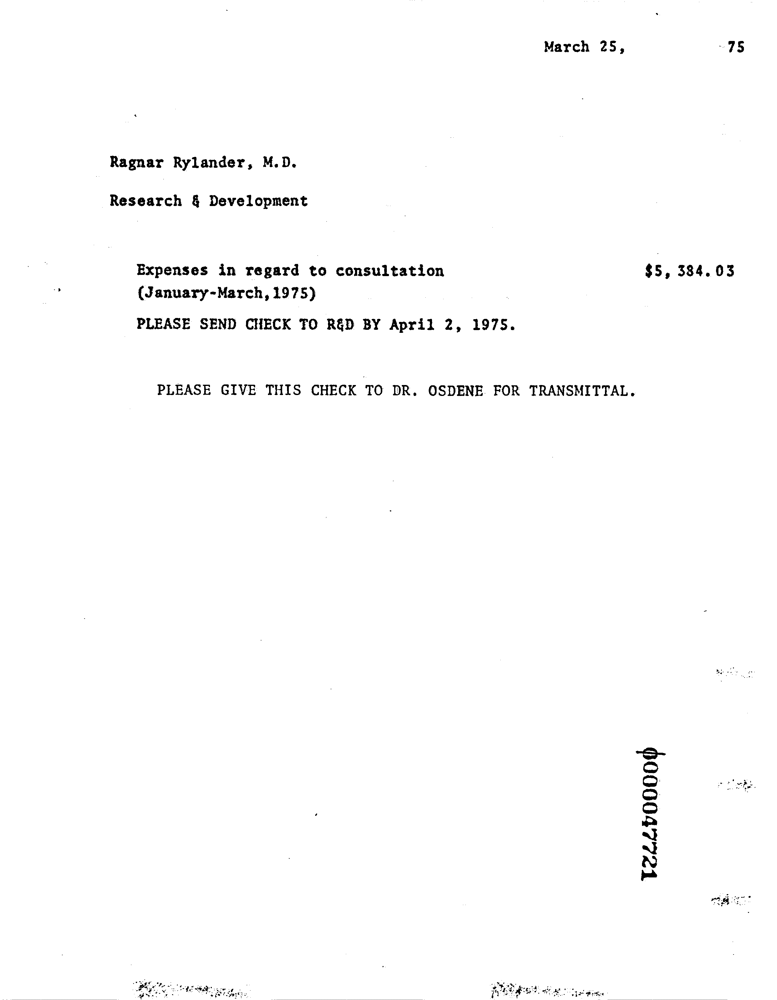 March 25, 75
Ragnar Rylander, M.D.
Research & Development
Expenses in regard to consultation $5,384.03
(January-March,1975)
PLEASE SEND CHECK TO R&D BY April 2, 1975.
PLEASE GIVE THIS CHECK TO DR. OSDENE FOR TRANSMITTAL.
0000047721